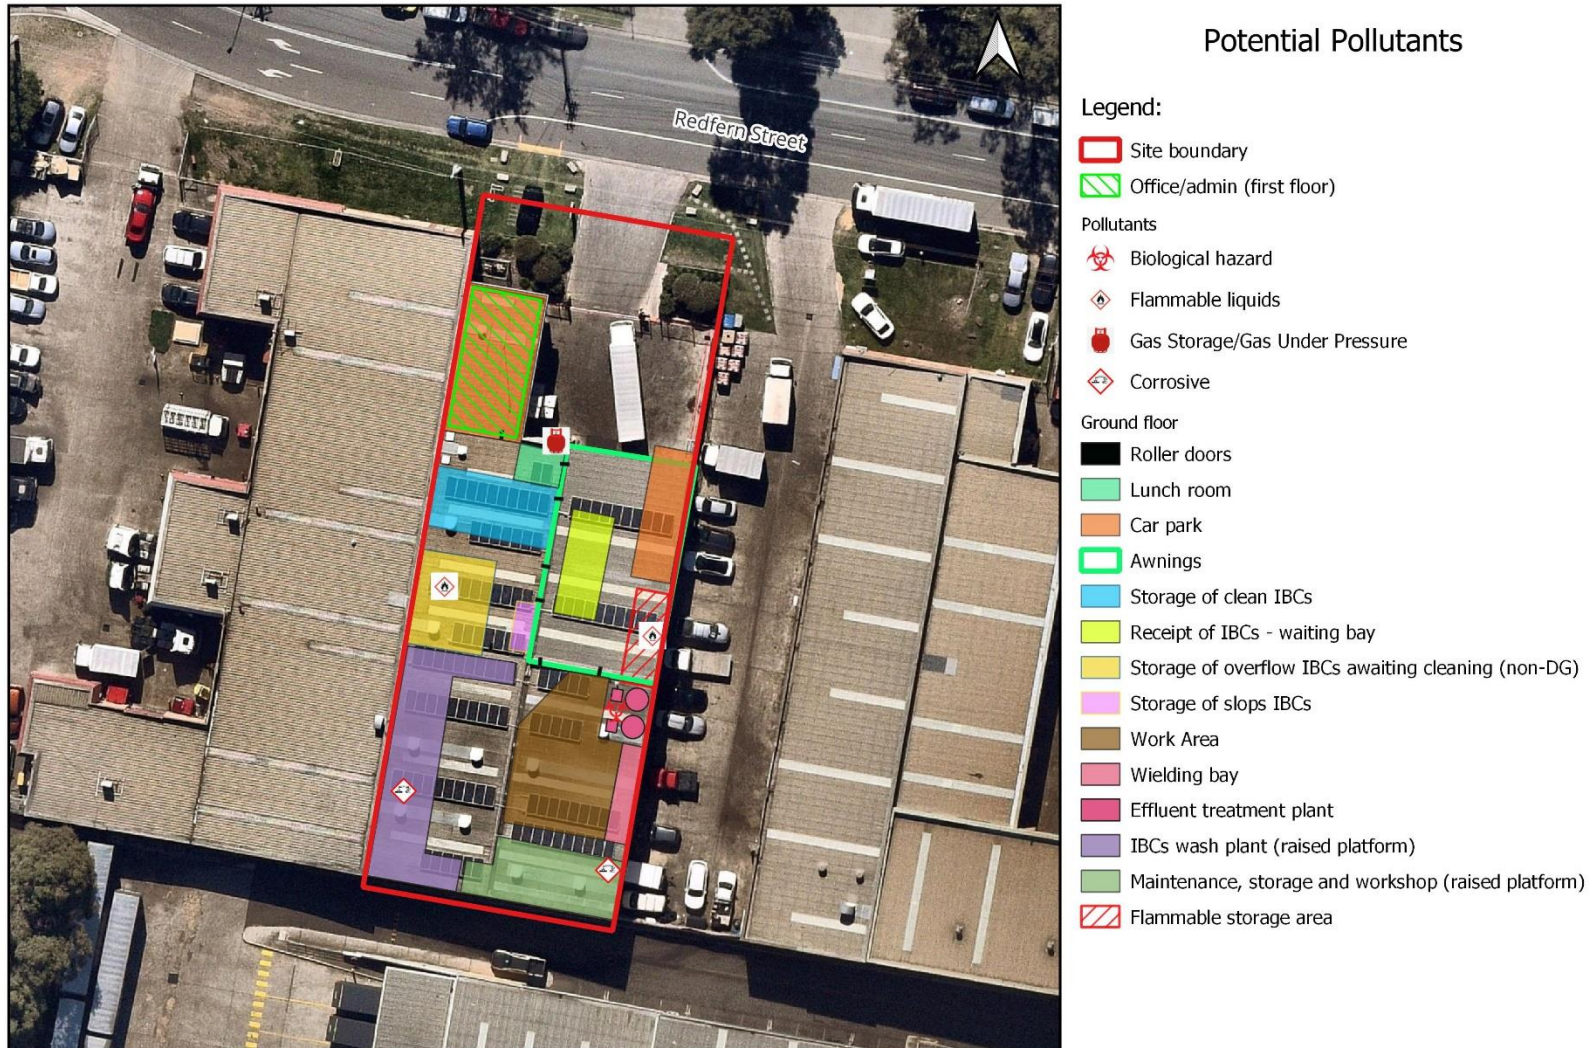 Redfern Street
Potential Pollutants
Legend:
Site boundary
Office/admin (first floor)
Pollutants
Biological hazard
Flammable liquids
Gas Storage/Gas Under Pressure
Corrosive
Ground floor
Roller doors
Lunch room
Car park
Awnings
Storage of clean IBCs
Receipt of IBCs - waiting bay
Storage of overflow IBCs awaiting cleaning (non-DG)
Storage of slops IBCs
Work Area
Wielding bay
Effluent treatment plant
IBCs wash plant (raised platform)
Maintenance, storage and workshop (raised platform)
Flammable storage area